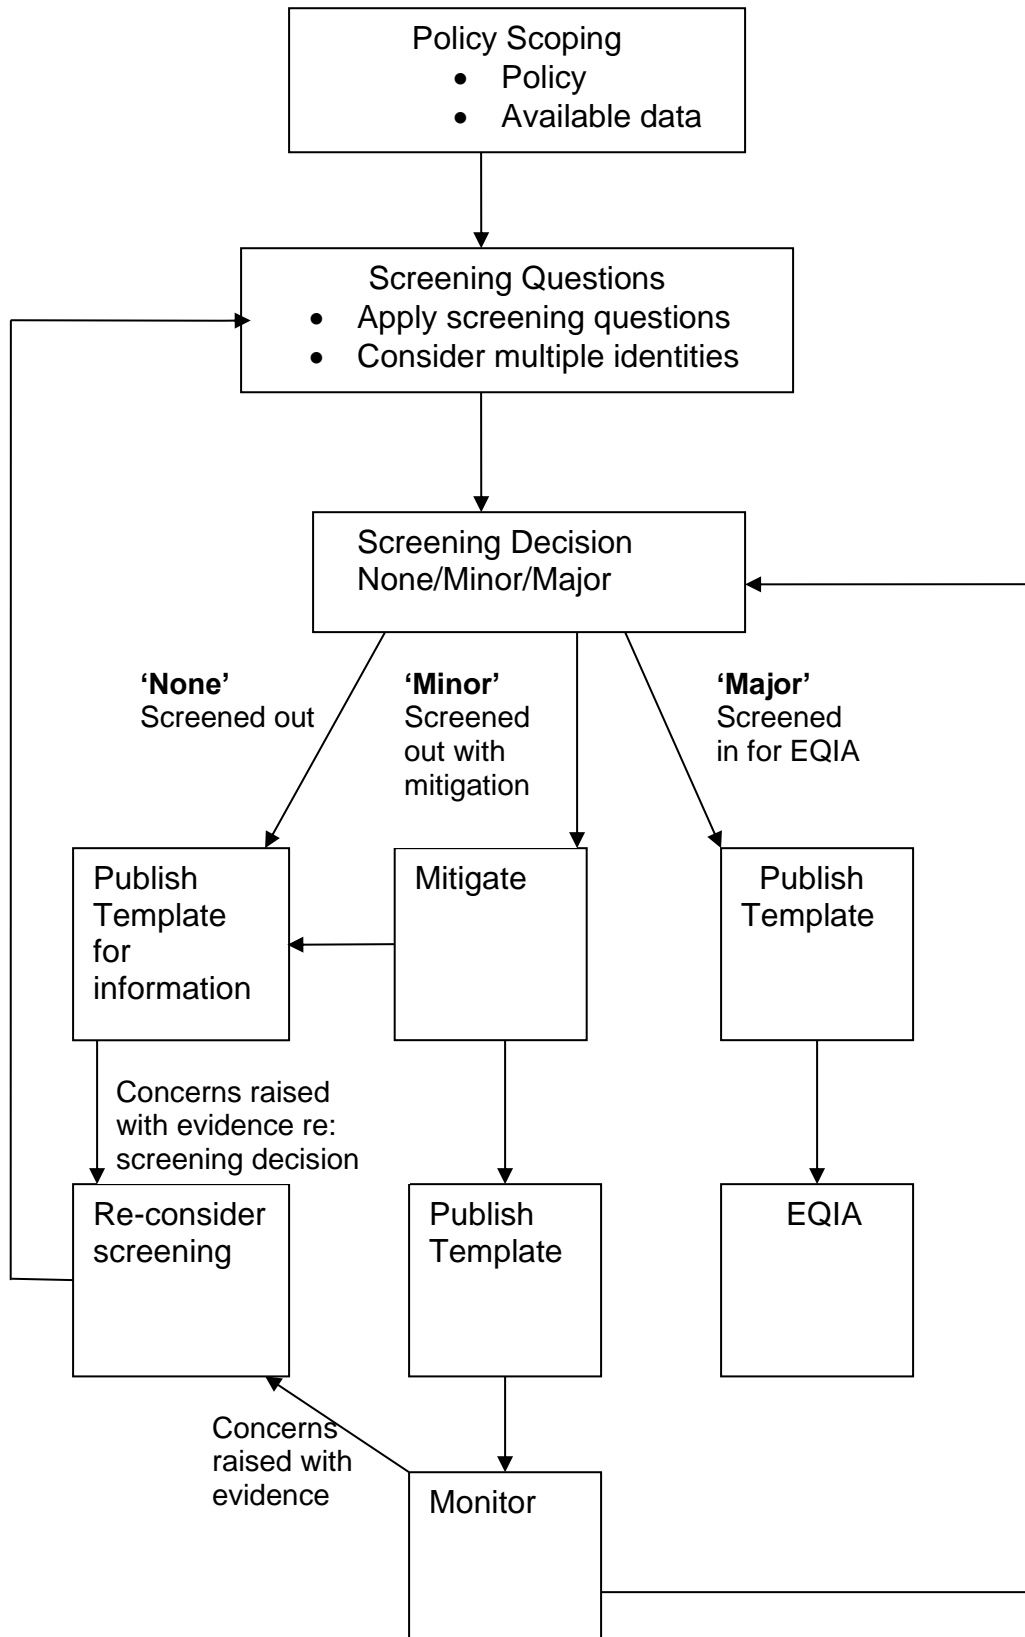 Policy Scoping
• Policy
• Available data
Screening Questions
• Apply screening questions
• Consider multiple identities
Screening Decision
None/Minor/Major
‘None’
Screened out
‘Minor’
Screened
out with
mitigation
‘Major’
Screened
in for EQIA
Publish
Template
for
information
Mitigate
Publish
Template
Concerns raised
with evidence re:
screening decision
Re-consider
screening
Publish
Template
EQIA
Concerns
raised with
evidence
Monitor